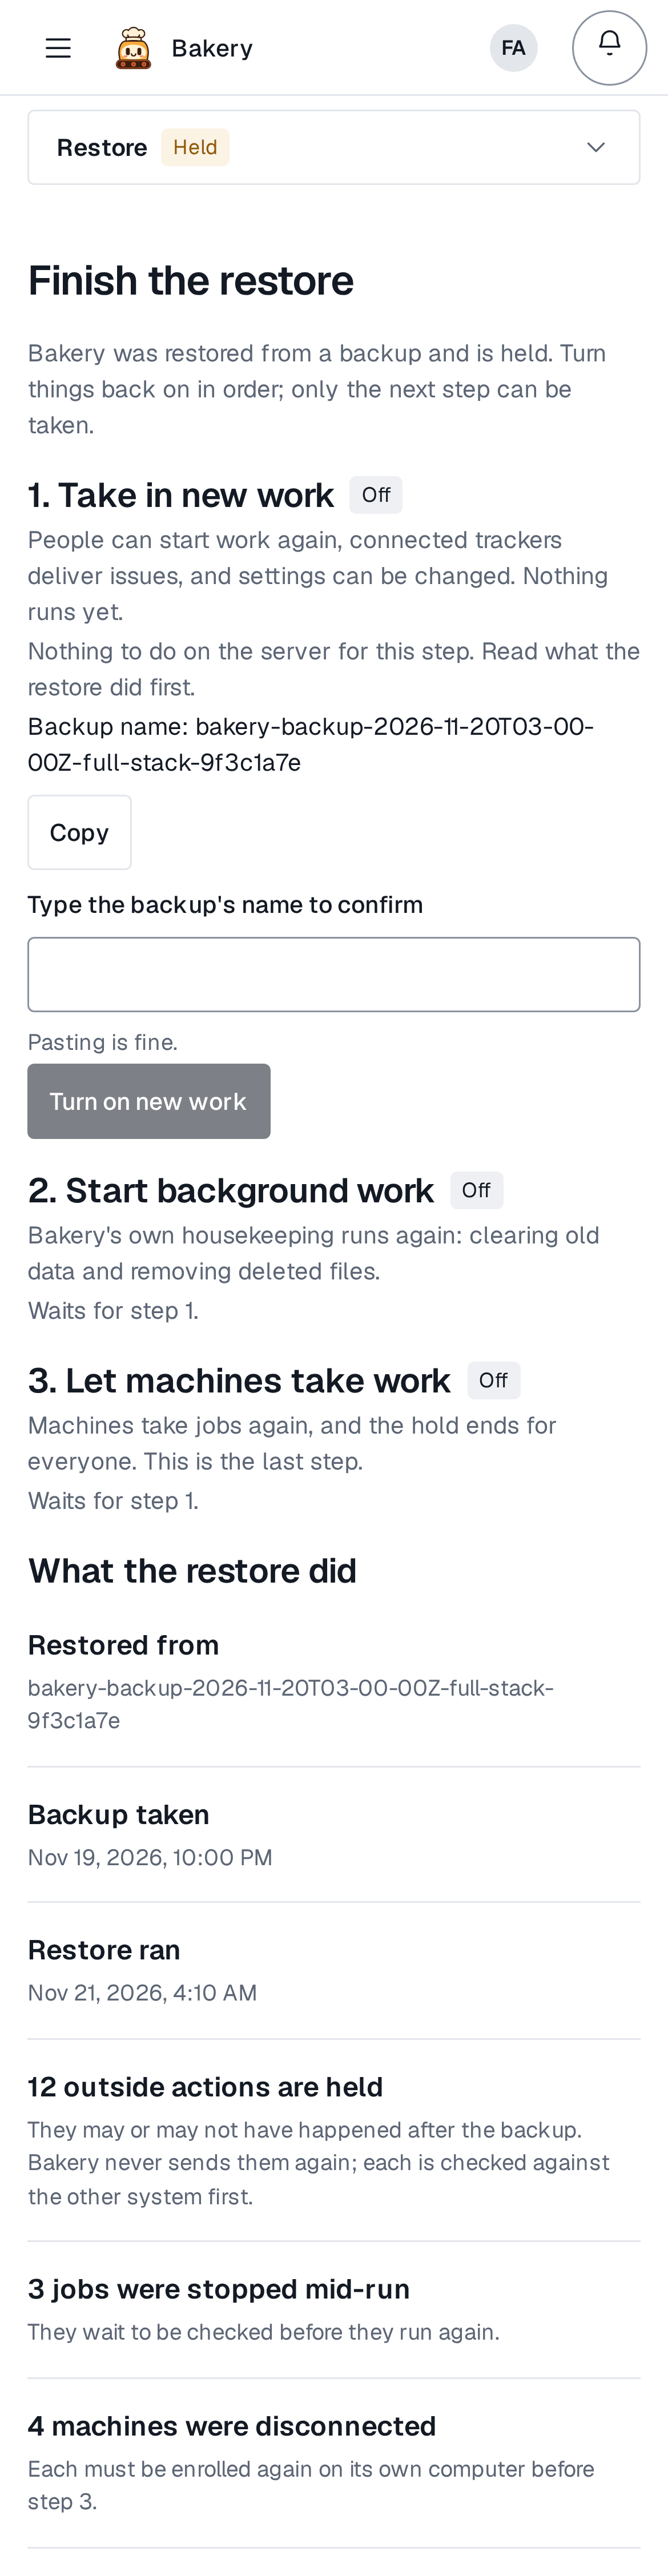 Bakery
FA
Restore Held
Finish the restore
Bakery was restored from a backup and is held. Turn
things back on in order; only the next step can be
taken.
1. Take in new work Off
People can start work again, connected trackers
deliver issues, and settings can be changed. Nothing
runs yet.
Nothing to do on the server for this step. Read what the
restore did first.
Backup name: bakery-backup-2026-11-20T03-00-
00Z-full-stack-9f3c1a7e
Copy
Type the backup's name to confirm
Pasting is fine.
Turn on new work
2. Start background work Off
Bakery's own housekeeping runs again: clearing old
data and removing deleted files.
Waits for step 1.
3. Let machines take work Off
Machines take jobs again, and the hold ends for
everyone. This is the last step.
Waits for step 1.
What the restore did
Restored from
bakery-backup-2026-11-20T03-00-00Z-full-stack-
9f3c1a7e
Backup taken
Nov 19, 2026, 10:00 PM
Restore ran
Nov 21, 2026, 4:10 AM
12 outside actions are held
They may or may not have happened after the backup.
Bakery never sends them again; each is checked against
the other system first.
3 jobs were stopped mid-run
They wait to be checked before they run again.
4 machines were disconnected
Each must be enrolled again on its own computer before
step 3.